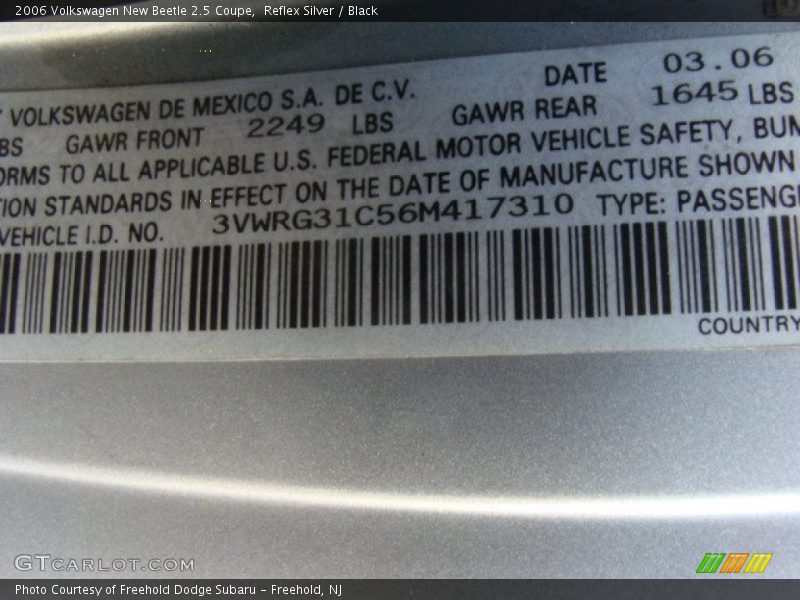 2006 Volkswagen New Beetle 2.5 Coupe,  Reflex Silver / Black
VOLKSWAGEN DE MEXICO S.A. DE C.V. DATE 03.06
BS GAWR FRONT 2249 LBS GAWR REAR 1645 LBS
ORMS TO ALL APPLICABLE U.S. FEDERAL MOTOR VEHICLE SAFETY, BUM
TION STANDARDS IN EFFECT ON THE DATE OF MANUFACTURE SHOWN
VEHICLE I.D. NO. 3VWRG31C56M417310 TYPE: PASSENGE
COUNTRY
GTCARLOT.COM
Photo Courtesy of Freehold Dodge Subaru - Freehold, NJ